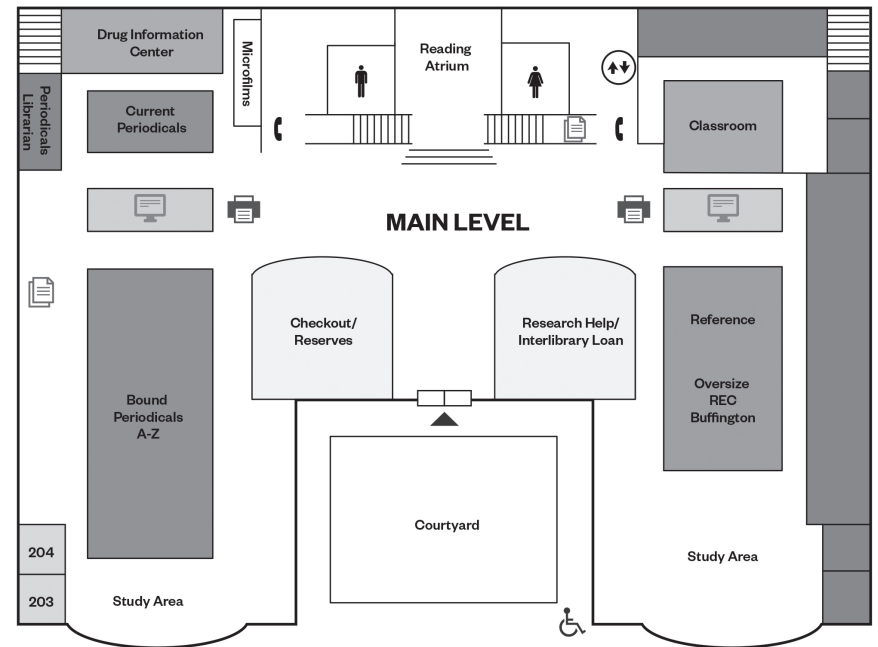 Drug Information
Center
Microfilms
Reading
Atrium
Periodicals
Librarian
Current
Periodicals
Classroom
MAIN LEVEL
Checkout/
Reserves
Research Help/
Interlibrary Loan
Reference
Oversize
REC
Buffington
Bound
Periodicals
A-Z
Courtyard
204
203
Study Area
Study Area